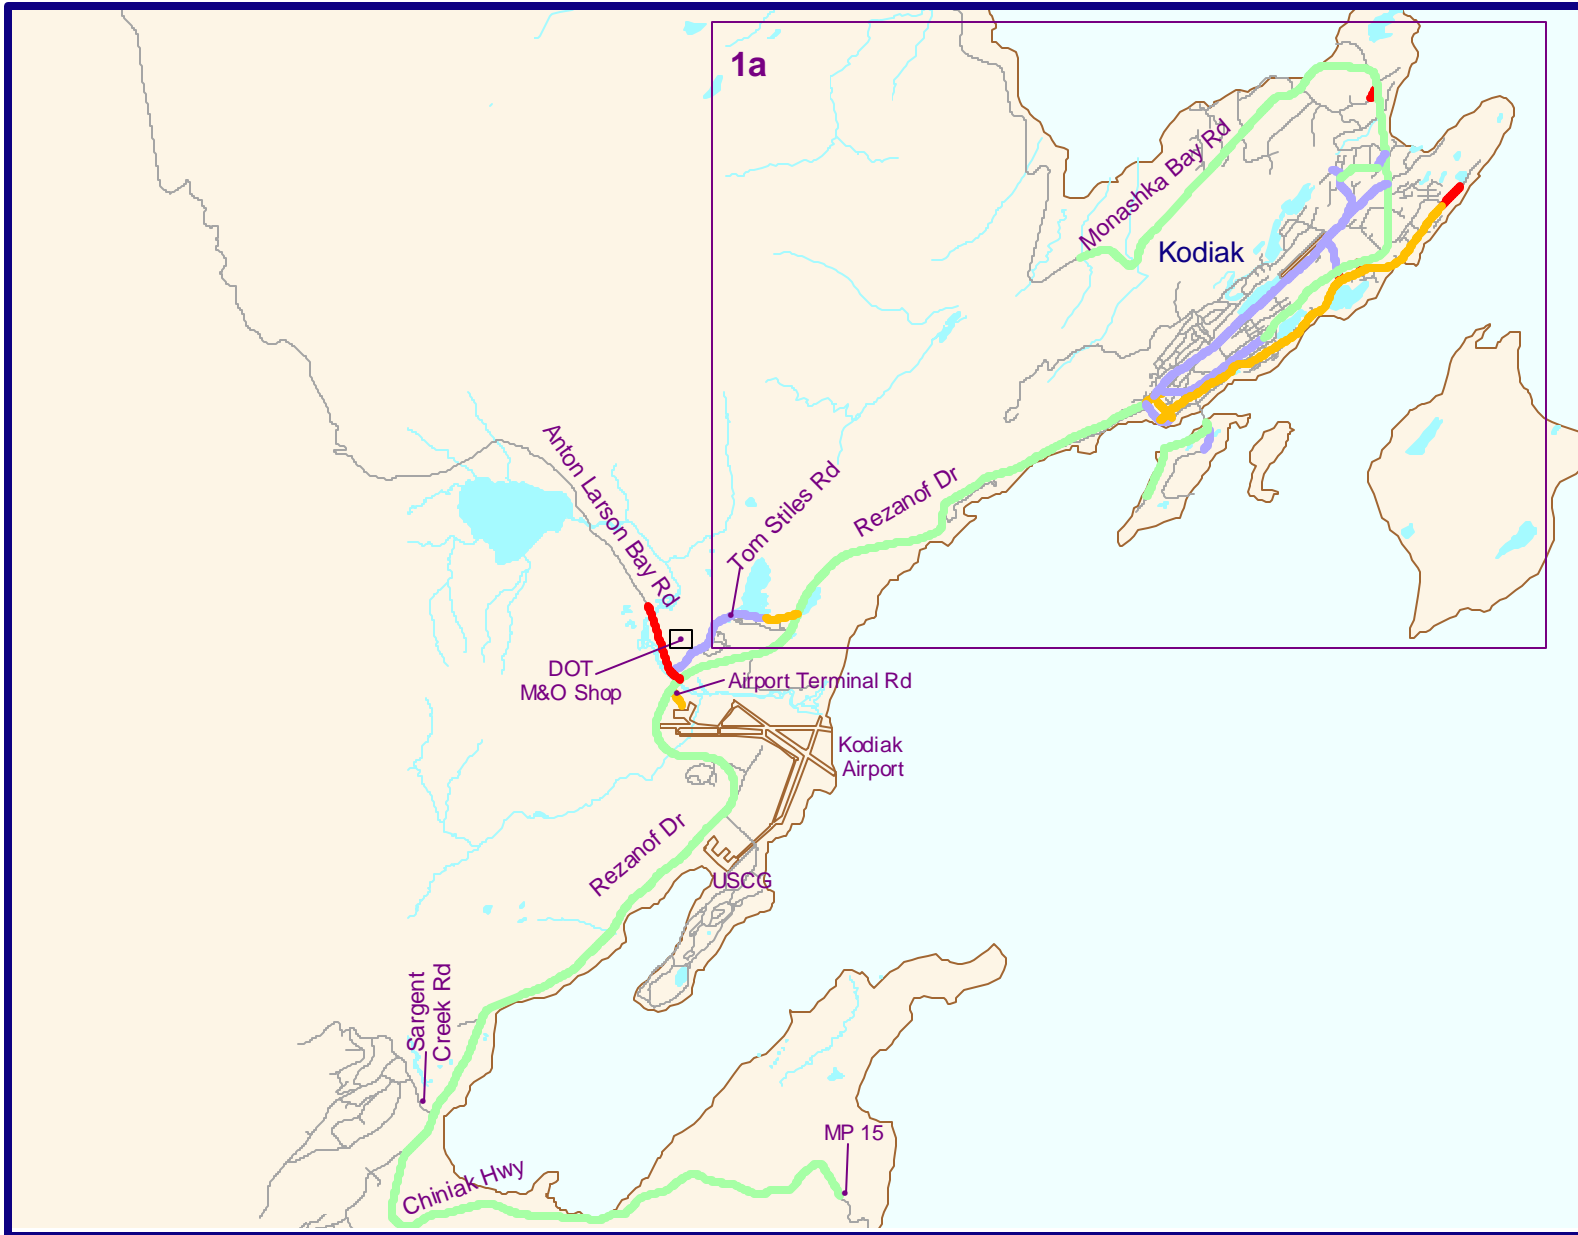 1a
Monashka Bay Rd
Kodiak
Anton Larson Bay Rd
Tom Stiles Rd
Rezanof Dr
DOT
M&O Shop
Airport Terminal Rd
Kodiak
Airport
Rezanof Dr
USCG
Sargent
Creek Rd
MP 15
Chiniak Hwy